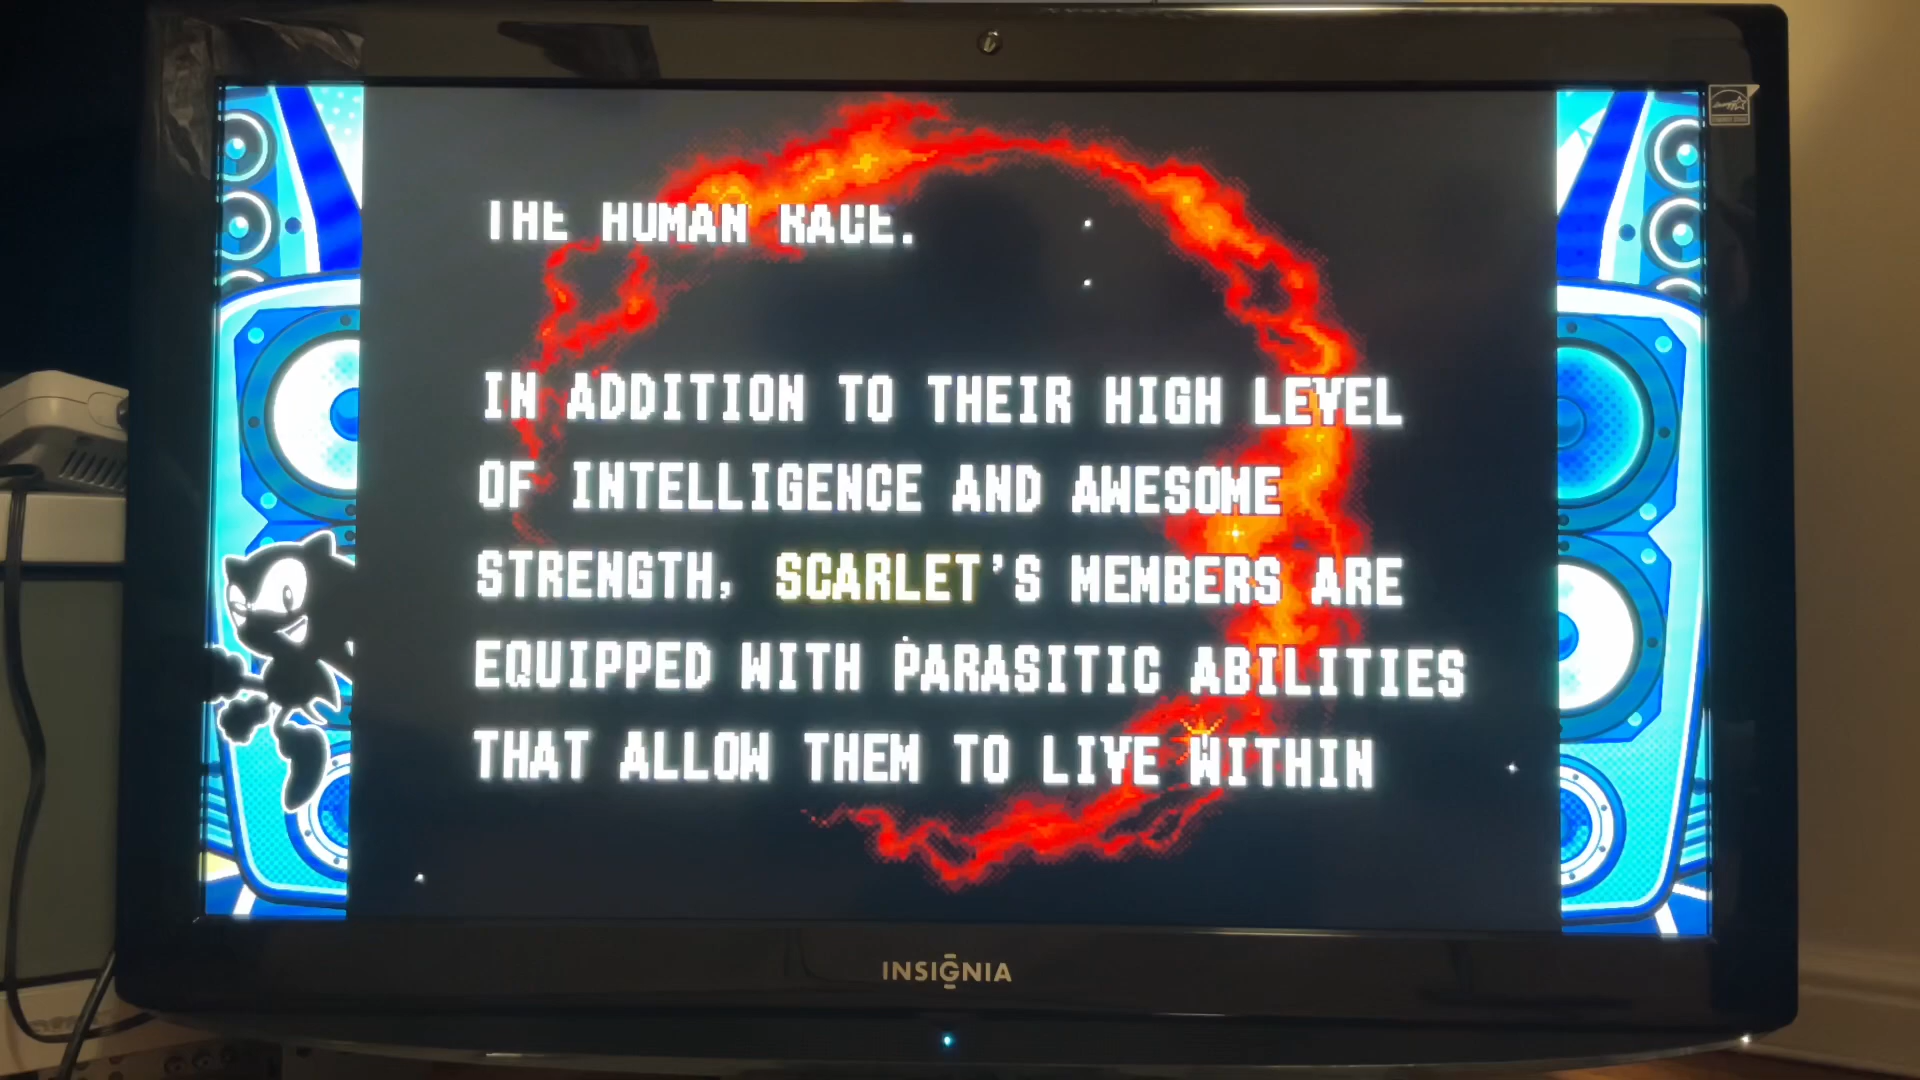 THE HUMAN RACE.
IN ADDITION TO THEIR HIGH LEVEL
OF INTELLIGENCE AND AWESOME
STRENGTH, SCARLET'S MEMBERS ARE
EQUIPPED WITH PARASITIC ABILITIES
THAT ALLOW THEM TO LIVE WITHIN
INSIGNIA